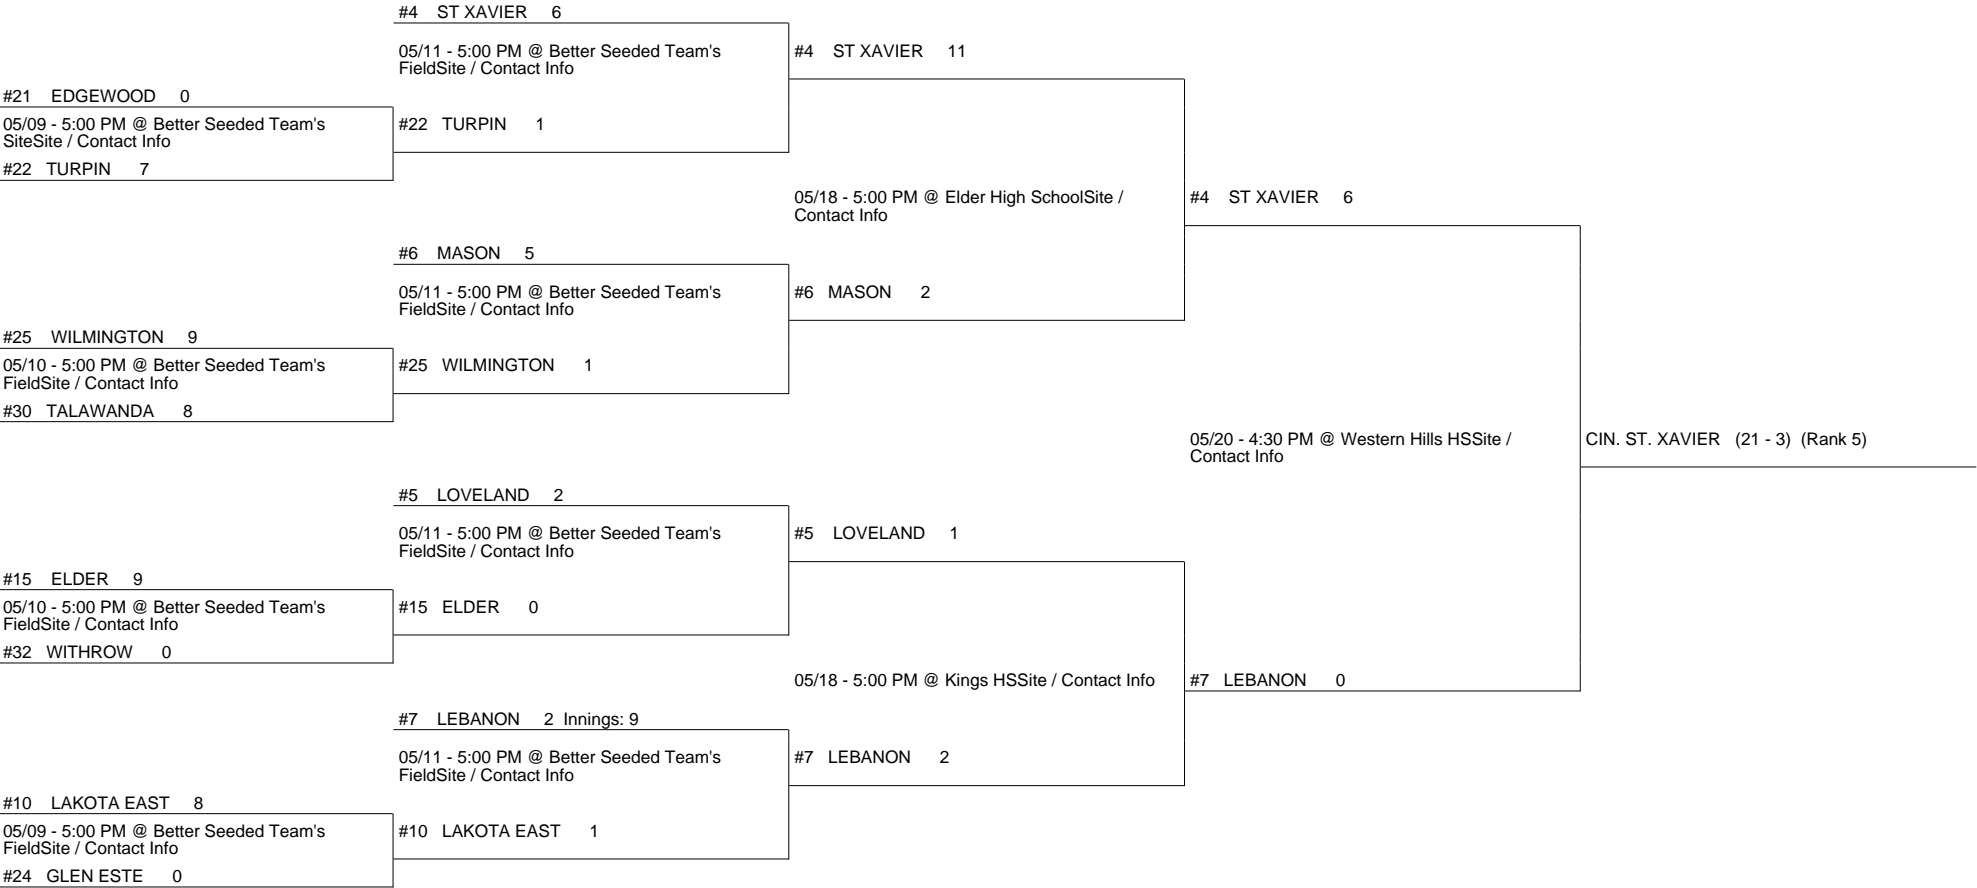 #4 ST XAVIER 6
05/11 - 5:00 PM @ Better Seeded Team's
FieldSite / Contact Info
#4 ST XAVIER 11
#21 EDGEWOOD 0
05/09 - 5:00 PM @ Better Seeded Team's
SiteSite / Contact Info
#22 TURPIN 1
#22 TURPIN 7
05/18 - 5:00 PM @ Elder High SchoolSite /
Contact Info
#4 ST XAVIER 6
#6 MASON 5
05/11 - 5:00 PM @ Better Seeded Team's
FieldSite / Contact Info
#6 MASON 2
#25 WILMINGTON 9
05/10 - 5:00 PM @ Better Seeded Team's
FieldSite / Contact Info
#25 WILMINGTON 1
#30 TALAWANDA 8
05/20 - 4:30 PM @ Western Hills HSSite /
Contact Info
CIN. ST. XAVIER (21 - 3) (Rank 5)
#5 LOVELAND 2
05/11 - 5:00 PM @ Better Seeded Team's
FieldSite / Contact Info
#5 LOVELAND 1
#15 ELDER 9
05/10 - 5:00 PM @ Better Seeded Team's
FieldSite / Contact Info
#15 ELDER 0
#32 WITHROW 0
05/18 - 5:00 PM @ Kings HSSite / Contact Info
#7 LEBANON 0
#7 LEBANON 2 Innings: 9
05/11 - 5:00 PM @ Better Seeded Team's
FieldSite / Contact Info
#7 LEBANON 2
#10 LAKOTA EAST 8
05/09 - 5:00 PM @ Better Seeded Team's
FieldSite / Contact Info
#10 LAKOTA EAST 1
#24 GLEN ESTE 0